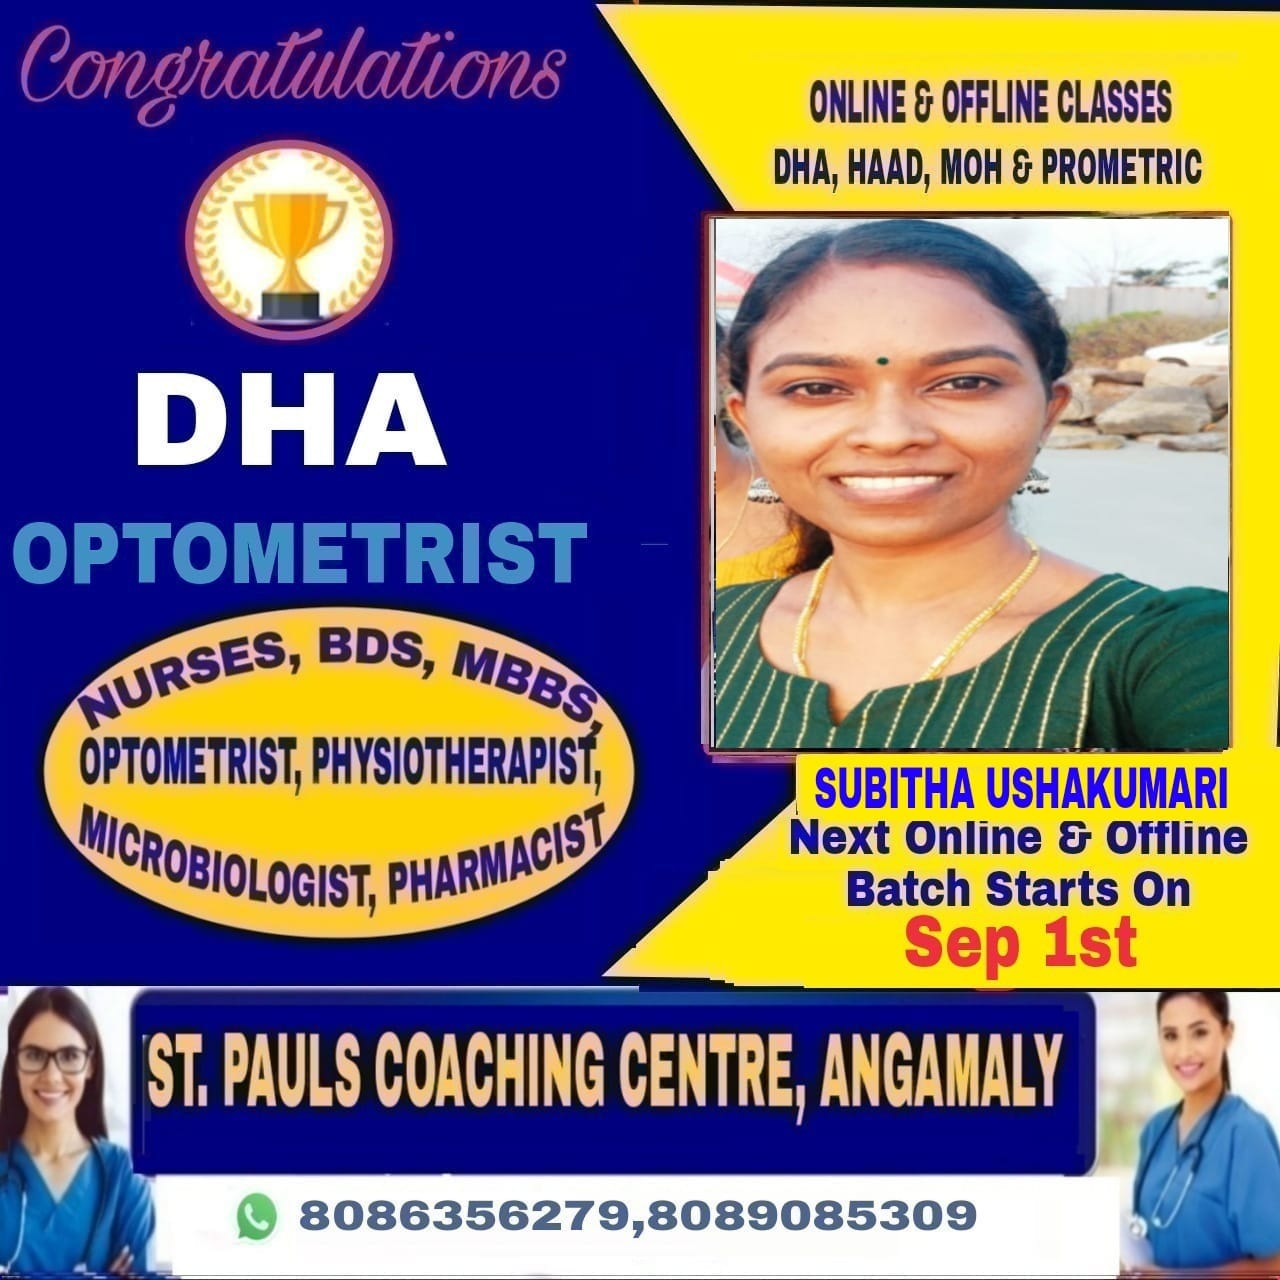 Congratulations
DHA
OPTOMETRIST
NURSES, BDS, MBBS,
OPTOMETRIST, PHYSIOTHERAPIST,
MICROBIOLOGIST, PHARMACIST
ONLINE & OFFLINE CLASSES
DHA, HAAD, MOH & PROMETRIC
SUBITHA USHAKUMARI
Next Online & Offline
Batch Starts On
Sep 1st
ST. PAULS COACHING CENTRE, ANGAMALY
8086356279,8089085309